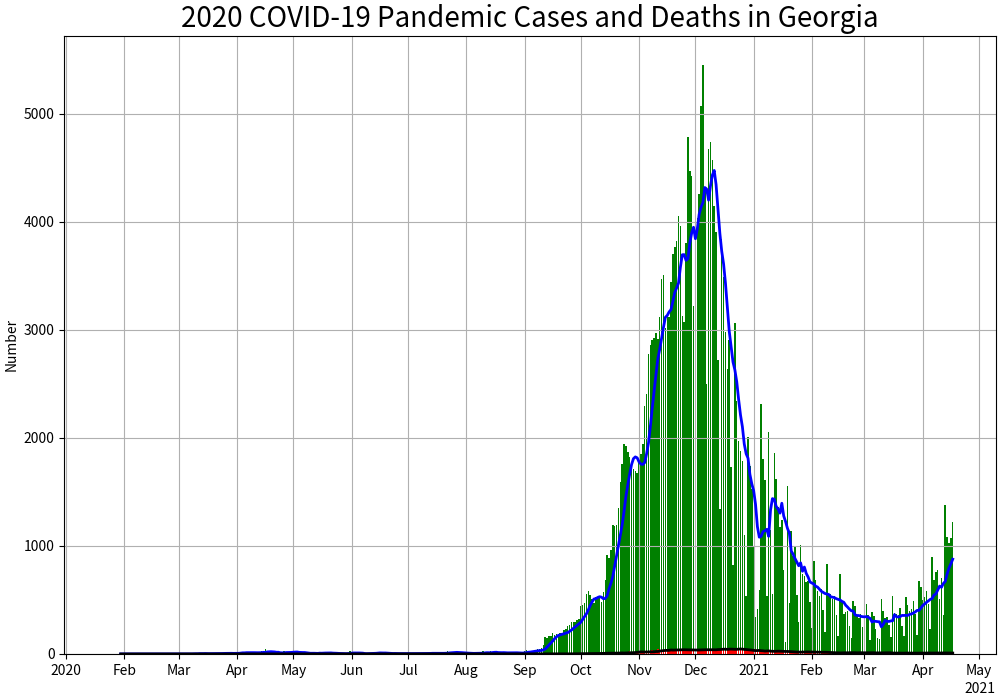 2020 COVID-19 Pandemic Cases and Deaths in Georgia
Number
5000
4000
3000
2000
1000
0
2020 Feb Mar Apr May Jun Jul Aug Sep Oct Nov Dec 2021 Feb Mar Apr May
2021